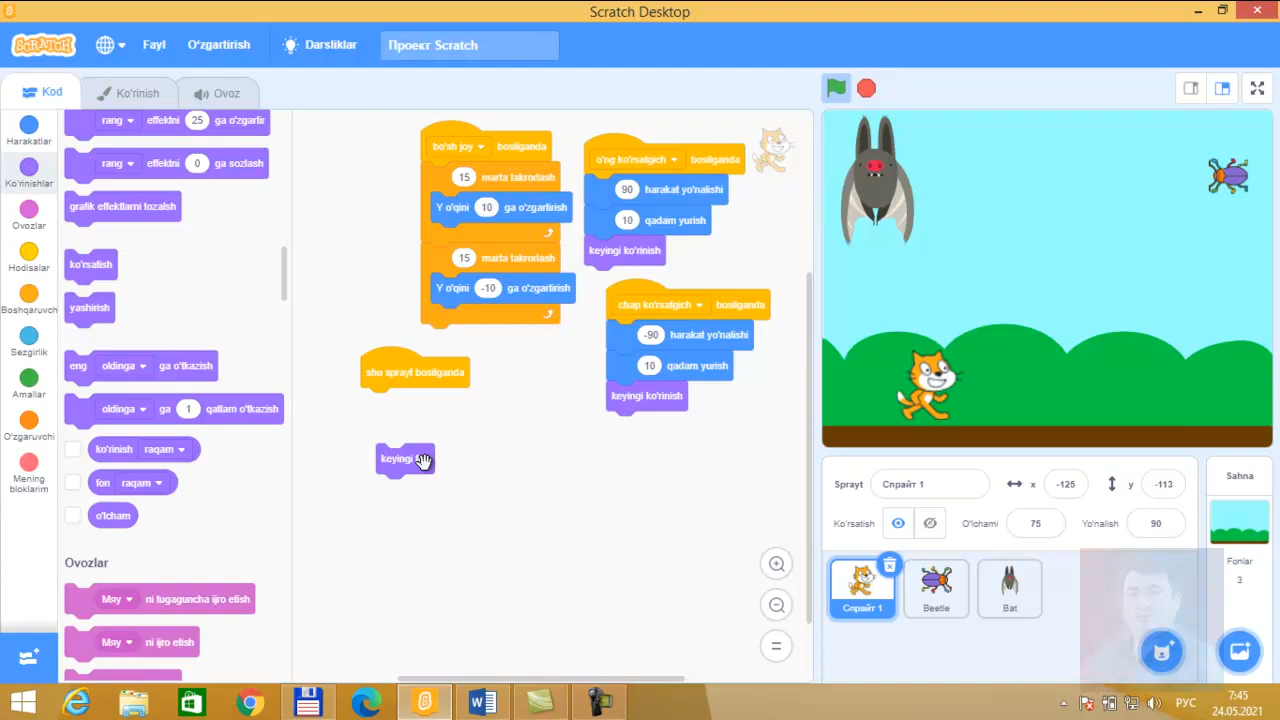 Scratch Desktop
SCRATCH
Fayl
O'zgartirish
Darsliklar
Проект Scratch
Kod
Ko'rinish
Ovoz
Harakatlar
Ko'rinishlar
Ovozlar
Hodisalar
Boshqaruvch
Sezgirlik
Amallar
O'zgaruvchi
Mening
bloklarim
rang effektni 25 ga o'zgartir
rang effektni 0 ga sozlash
grafik effektlarni tozalsh
ko'rsatish
yashirish
eng oldinga ga o'tkazish
oldinga ga 1 qatlam o'tkazish
ko'rinish raqam
fon raqam
o'lcham
Ovozlar
Мяу ni tugaguncha ijro etish
Мяу ni ijro etish
bo'sh joy bosilganda
15 marta takrorlash
Y o'qini 10 ga o'zgartirish
15 marta takrorlash
Y o'qini -10 ga o'zgartirish
o'ng ko'rsatgich bosilganda
90 harakat yo'nalishi
10 qadam yurish
keyingi ko'rinish
chap ko'rsatgich bosilganda
-90 harakat yo'nalishi
10 qadam yurish
keyingi ko'rinish
shu sprayt bosilganda
keyingi
Sprayt
Спрайт 1
x
-125
y
-113
Ko'rsatish
O'lchami
75
Yo'nalish
90
Спрайт 1
Beetle
Bat
Sahna
Fonlar
3
РУС
7:45
24.05.2021